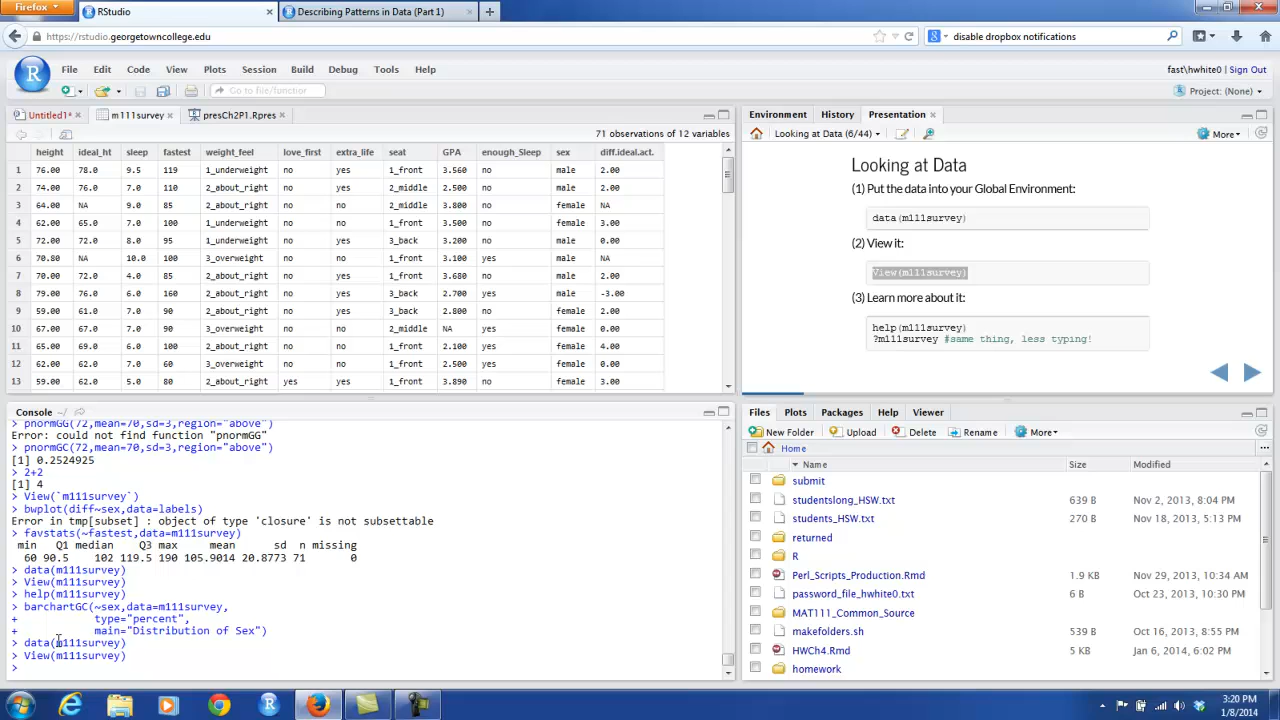 Firefox
RStudio
Describing Patterns in Data (Part 1)
https://rstudio.georgetowncollege.edu
disable dropbox notifications
R File Edit Code View Plots Session Build Debug Tools Help
fast\hwhite0 | Sign Out
Go to file/function
Project: (None)
Untitled1* m111survey presCh2P1.Rpres
71 observations of 12 variables
height ideal_ht sleep fastest weight_feel love_first extra_life seat GPA enough_Sleep sex diff.ideal.act.
1 76.00 78.0 9.5 119 1_underweight no yes 1_front 3.560 no male 2.00
2 74.00 76.0 7.0 110 2_about_right no yes 2_middle 2.500 no male 2.00
3 64.00 NA 9.0 85 2_about_right no no 2_middle 3.800 no female NA
4 62.00 65.0 7.0 100 1_underweight no no 1_front 3.500 no female 3.00
5 72.00 72.0 8.0 95 1_underweight no yes 3_back 3.200 no male 0.00
6 70.80 NA 10.0 100 3_overweight no no 1_front 3.100 yes male NA
7 70.00 72.0 4.0 85 2_about_right no yes 1_front 3.680 no male 2.00
8 79.00 76.0 6.0 160 2_about_right no yes 3_back 2.700 yes male -3.00
9 59.00 61.0 7.0 90 2_about_right no yes 3_back 2.800 no female 2.00
10 67.00 67.0 7.0 90 3_overweight no no 2_middle NA yes female 0.00
11 65.00 69.0 6.0 100 2_about_right no no 1_front 2.100 yes female 4.00
12 62.00 62.0 7.0 60 3_overweight no no 1_front 2.500 yes female 0.00
13 59.00 62.0 5.0 80 2_about_right yes yes 1_front 3.890 no female 3.00
Environment History Presentation
Looking at Data (6/44)
More
Looking at Data
(1) Put the data into your Global Environment:
data(m111survey)
(2) View it:
View(m111survey)
(3) Learn more about it:
help(m111survey)
?m111survey #same thing, less typing!
Console ~/
> pnormGG(72,mean=70,sd=3,region="above")
Error: could not find function "pnormGG"
> pnormGC(72,mean=70,sd=3,region="above")
[1] 0.2524925
> 2+2
[1] 4
> View(`m111survey`)
> bwplot(diff~sex,data=labels)
Error in tmp[subset] : object of type 'closure' is not subsettable
> favstats(~fastest,data=m111survey)
min Q1 median Q3 max mean sd n missing
60 90.5 102 119.5 190 105.9014 20.8773 71 0
> data(m111survey)
> View(m111survey)
> help(m111survey)
> barchartGC(~sex,data=m111survey,
+ type="percent",
+ main="Distribution of Sex")
> data(m111survey)
> View(m111survey)
>
Files Plots Packages Help Viewer
New Folder Upload Delete Rename More
Home
Name Size Modified
submit
studentslong_HSW.txt 639 B Nov 2, 2013, 8:04 PM
students_HSW.txt 270 B Nov 18, 2013, 5:13 PM
returned
R
Perl_Scripts_Production.Rmd 1.9 KB Nov 29, 2013, 10:34 AM
password_file_hwhite0.txt 616 B Oct 23, 2013, 10:30 PM
MAT111_Common_Source
makefolders.sh 539 B Oct 16, 2013, 8:55 PM
HWCh4.Rmd 5 KB Jan 6, 2014, 6:02 PM
homework
3:20 PM
1/8/2014